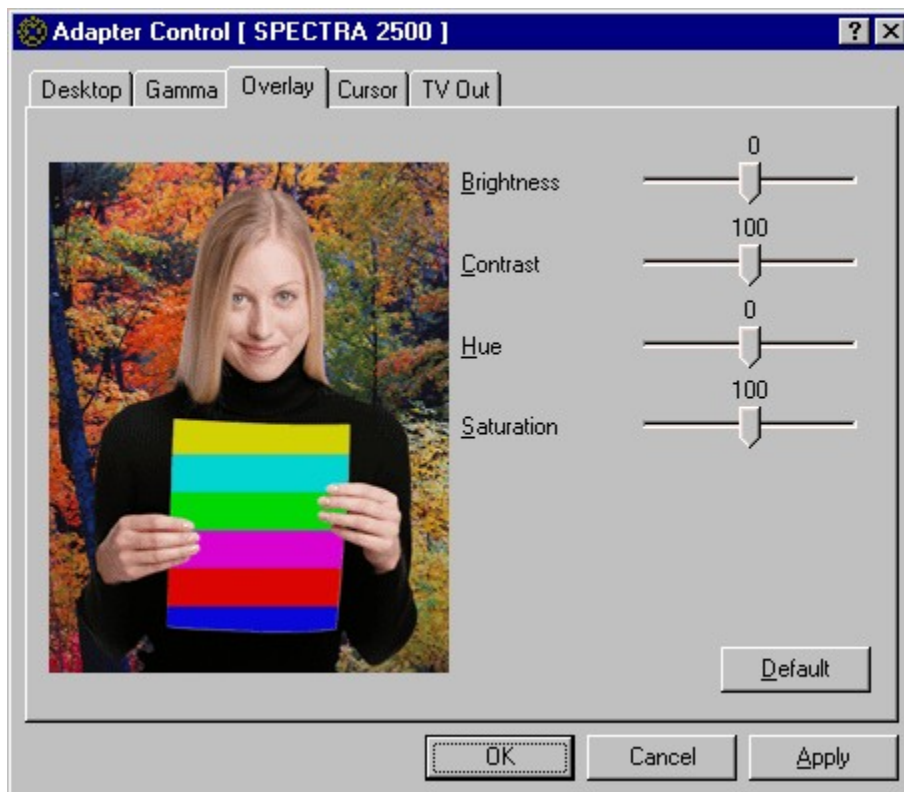 Adapter Control [ SPECTRA 2500 ]
Desktop Gamma Overlay Cursor TV Out
0
Brightness
100
Contrast
0
Hue
100
Saturation
Default
OK Cancel Apply